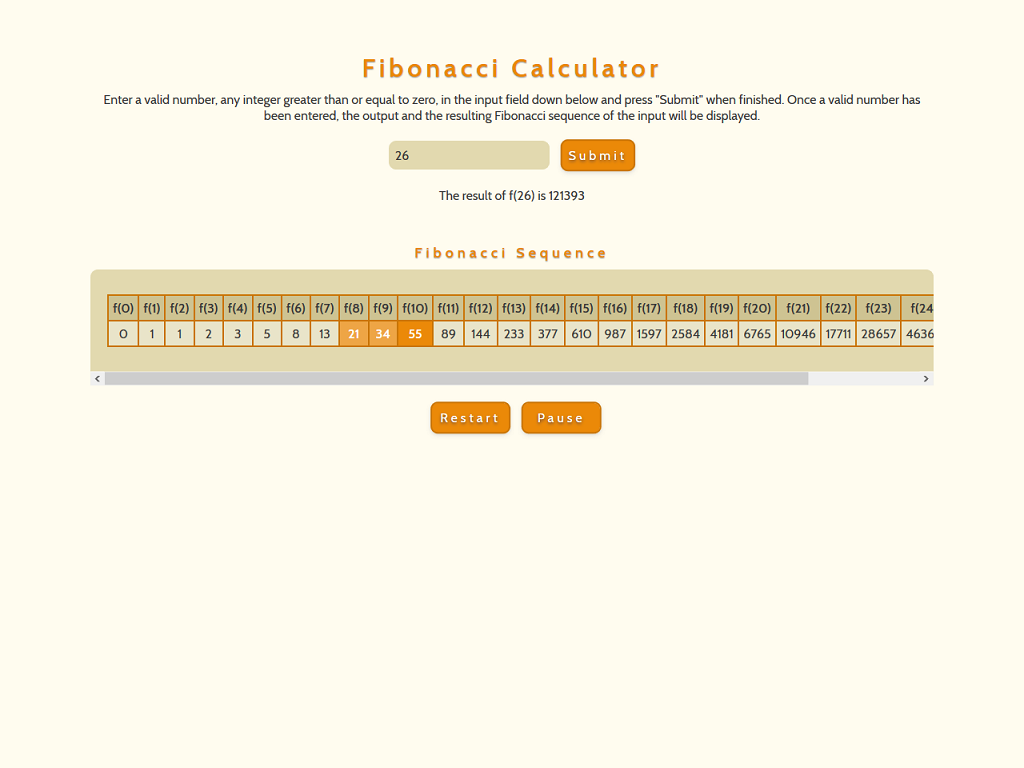 Fibonacci Calculator
Enter a valid number, any integer greater than or equal to zero, in the input field down below and press "Submit" when finished. Once a valid number has
been entered, the output and the resulting Fibonacci sequence of the input will be displayed.
26 Submit
The result of f(26) is 121393
Fibonacci Sequence
f(0) f(1) f(2) f(3) f(4) f(5) f(6) f(7) f(8) f(9) f(10) f(11) f(12) f(13) f(14) f(15) f(16) f(17) f(18) f(19) f(20) f(21) f(22) f(23) f(24
0 1 1 2 3 5 8 13 21 34 55 89 144 233 377 610 987 1597 2584 4181 6765 10946 17711 28657 4636
Restart Pause